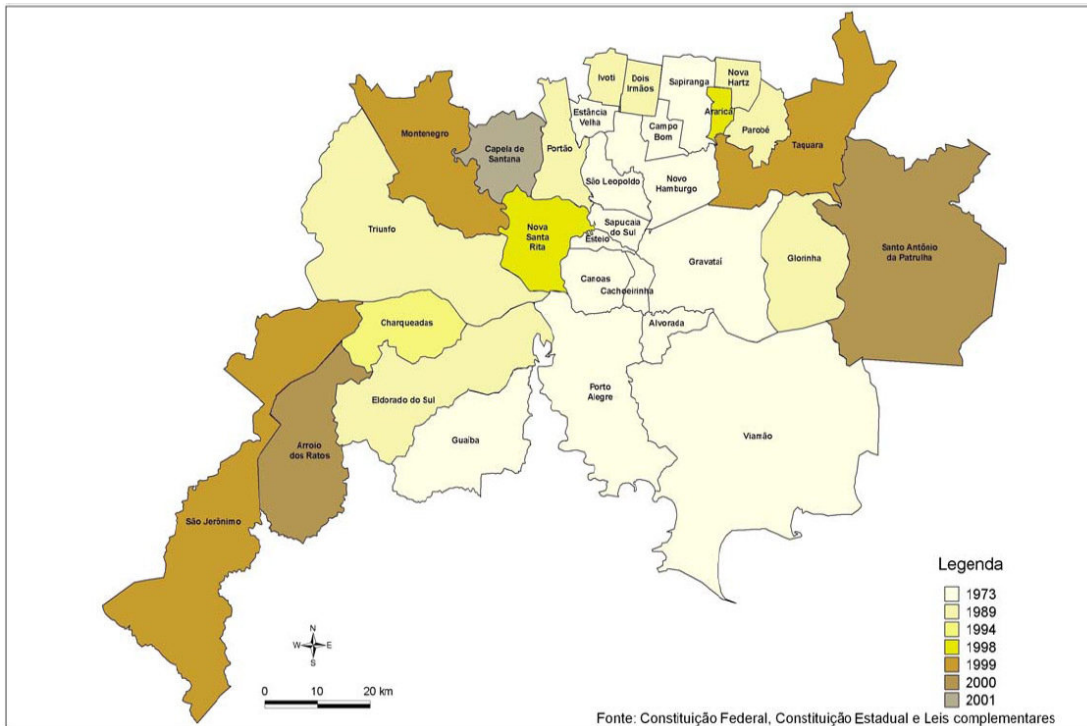 Ivoti
Dois
Irmãos
Sapiranga
Nova
Hartz
Estância
Velha
Campo
Bom
Araricá
Parobé
Montenegro
Capela de
Santana
Portão
Taquara
São Leopoldo
Novo
Hamburgo
Triunfo
Nova
Santa
Rita
Sapucaia
do Sul
Esteio
Gravataí
Glorinha
Santo Antônio
da Patrulha
Canoas
Cachoeirinha
Charqueadas
Alvorada
Eldorado do Sul
Porto
Alegre
Guaíba
Viamão
Arroio
dos Ratos
São Jerônimo
Legenda
1973
1989
1994
1998
1999
2000
2001
N
W E
S
0 10 20 km
Fonte: Constituição Federal, Constituição Estadual e Leis complementares